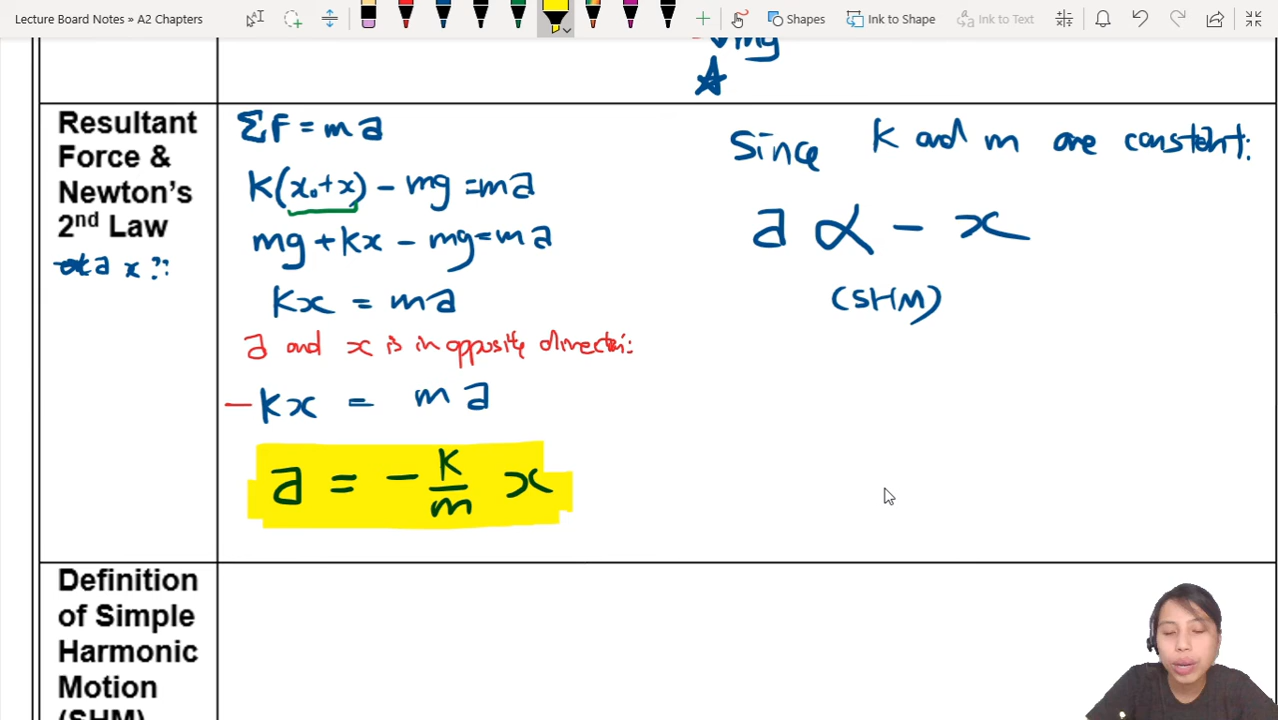 Lecture Board Notes » A2 Chapters
Shapes
Ink to Shape
Ink to Text
mg
Resultant
Force &
Newton's
2nd Law
a x ??
ΣF = ma
k(x₀+x) - mg = ma
mg + kx - mg = ma
kx = ma
a and x is in opposite direction:
-kx = ma
a = - k/m x
Since k and m are constant:
a α - x
(SHM)
Definition
of Simple
Harmonic
Motion
(SHM)